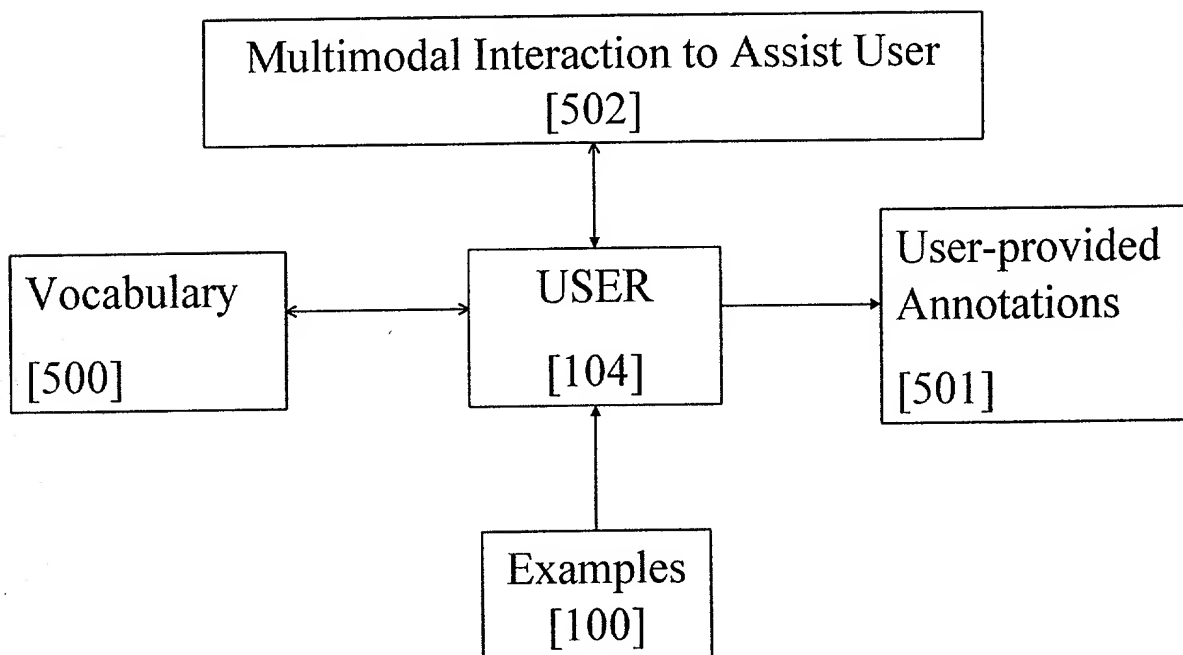 Multimodal Interaction to Assist User
[502]
Vocabulary
[500]
USER
[104]
User-provided
Annotations
[501]
Examples
[100]